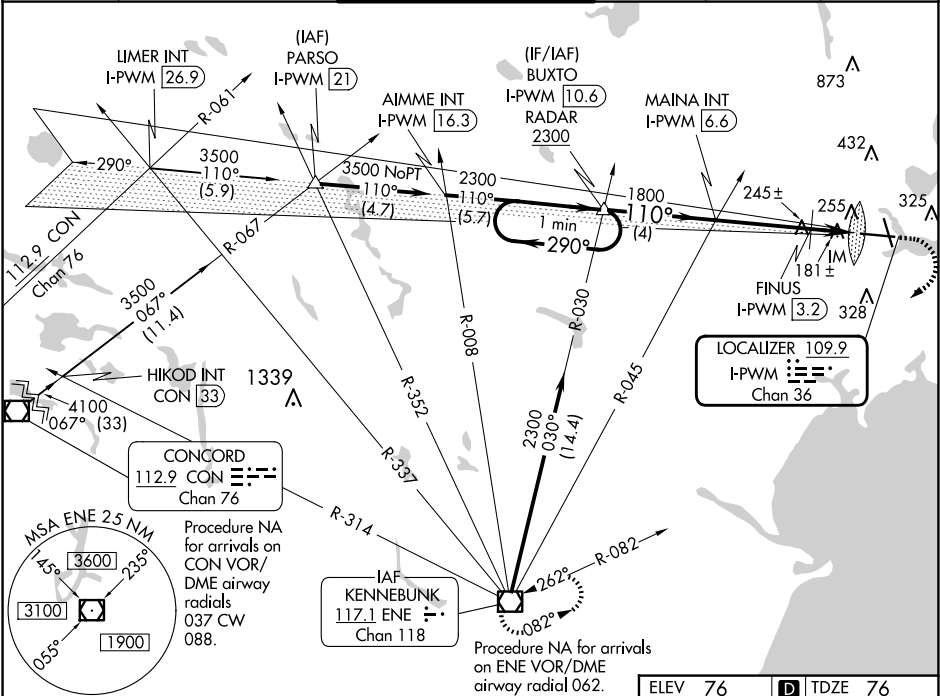 LIMER INT
I-PWM 26.9
(IAF)
PARSO
I-PWM 21
AIMME INT
I-PWM 16.3
(IF/IAF)
BUXTO
I-PWM 10.6
RADAR
2300
MAINA INT
I-PWM 6.6
873
432
325
255
245±
181±
328
IM
FINUS
I-PWM 3.2
R-061
290°
3500
110°
(5.9)
3500 NoPT
110°
(4.7)
2300
110°
(5.7)
1 min
290°
1800
110°
(4)
112.9 CON
Chan 76
R-067
3500
067°
(11.4)
HIKOD INT
CON 33
1339
4100
067° (33)
R-008
R-030
R-045
R-352
R-337
R-314
2300
030°
(14.4)
LOCALIZER 109.9
I-PWM
Chan 36
CONCORD
112.9 CON
Chan 76
MSA ENE 25 NM
145°
3600
235°
3100
1900
055°
Procedure NA
for arrivals on
CON VOR/
DME airway
radials
037 CW
088.
IAF
KENNEBUNK
117.1 ENE
Chan 118
262°
R-082
082°
Procedure NA for arrivals
on ENE VOR/DME
airway radial 062.
ELEV 76
D
TDZE 76